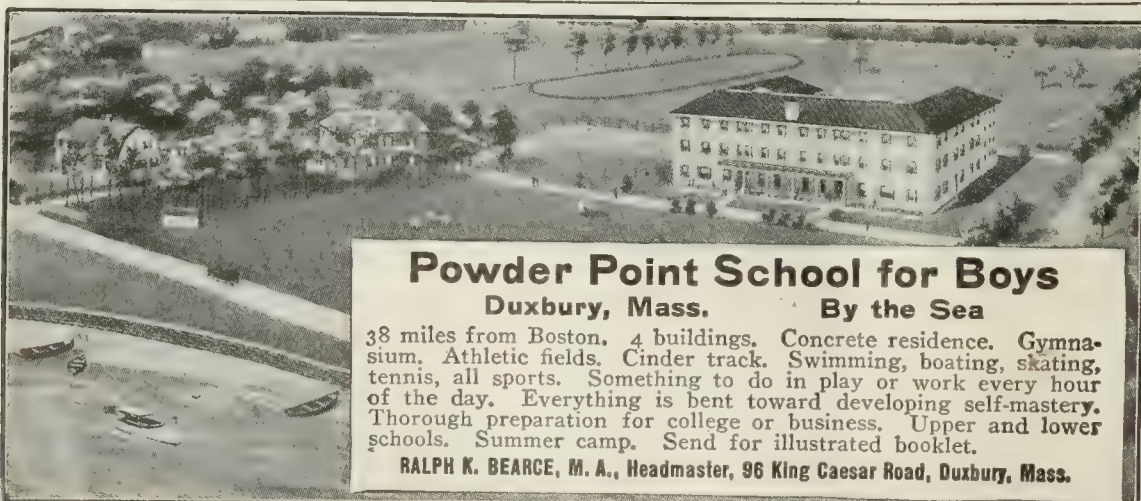 Powder Point School for Boys
Duxbury, Mass. By the Sea
38 miles from Boston. 4 buildings. Concrete residence. Gymna-
sium. Athletic fields. Cinder track. Swimming, boating, skating,
tennis, all sports. Something to do in play or work every hour
of the day. Everything is bent toward developing self-mastery.
Thorough preparation for college or business. Upper and lower
schools. Summer camp. Send for illustrated booklet.
RALPH K. BEARCE, M. A., Headmaster, 96 King Caesar Road, Duxbury, Mass.